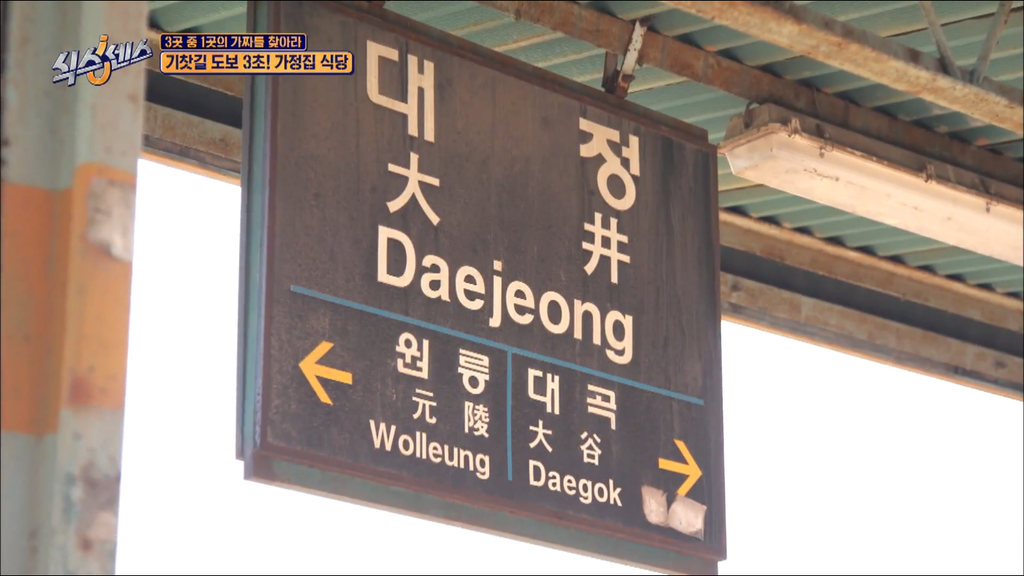 식스센스
3곳 중 1곳의 가짜를 찾아라
기찻길 도보 3초! 가정집 식당
대 정
大 井
Daejeong
원 릉
元 陵
Wolleung
대 곡
大 谷
Daegok